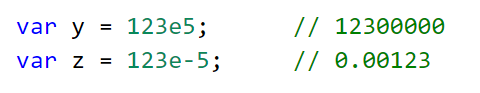 var y = 123e5;      // 12300000
var z = 123e-5;     // 0.00123